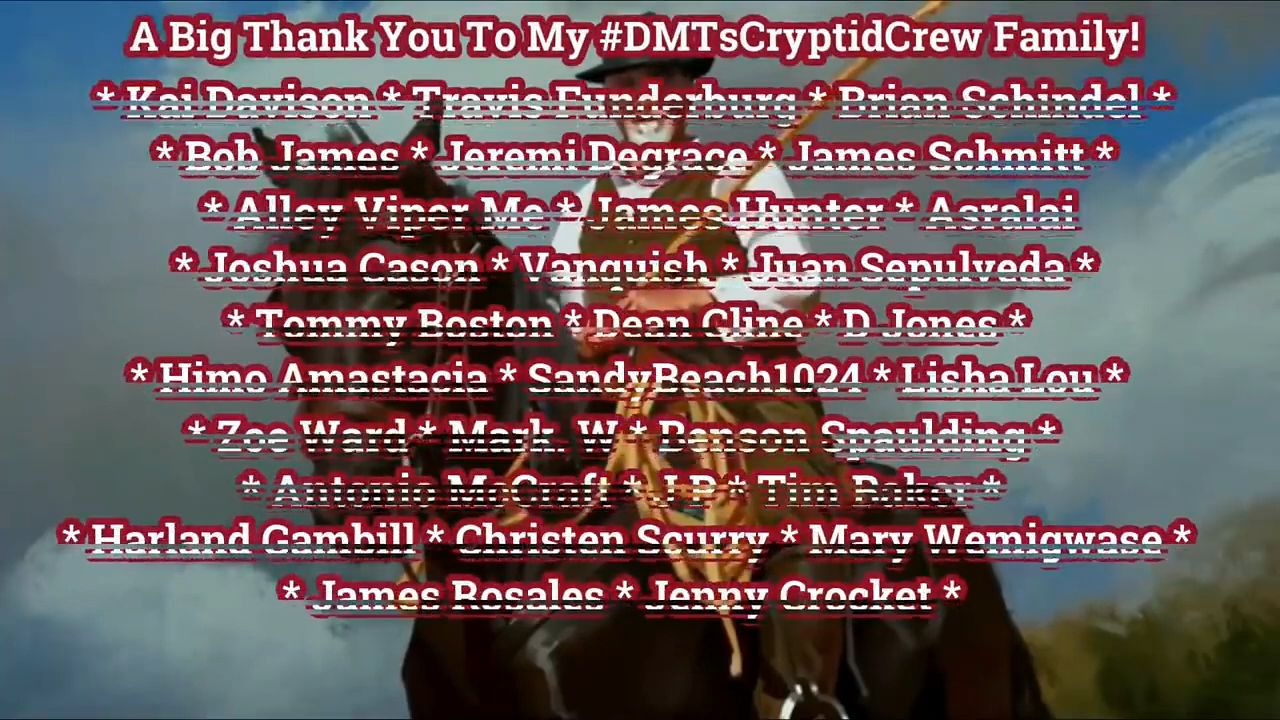 A Big Thank You To My #DMTsCryptidCrew Family!
* Kai Davison * Travis Funderburg * Brian Schindel *
* Bob James * Jeremi Degrace * James Schmitt *
* Alley Viper Me * James Hunter * Asralai
* Joshua Cason * Vanquish * Juan Sepulveda *
* Tommy Boston * Dean Cline * D Jones *
* Himo Amastacia * SandyBeach1024 * Lisha Lou *
* Zoe Ward * Mark. W * Benson Spaulding *
* Antonio McCraft * J P * Tim Baker *
* Harland Gambill * Christen Scurry * Mary Wemigwase *
* James Rosales * Jenny Crocket *